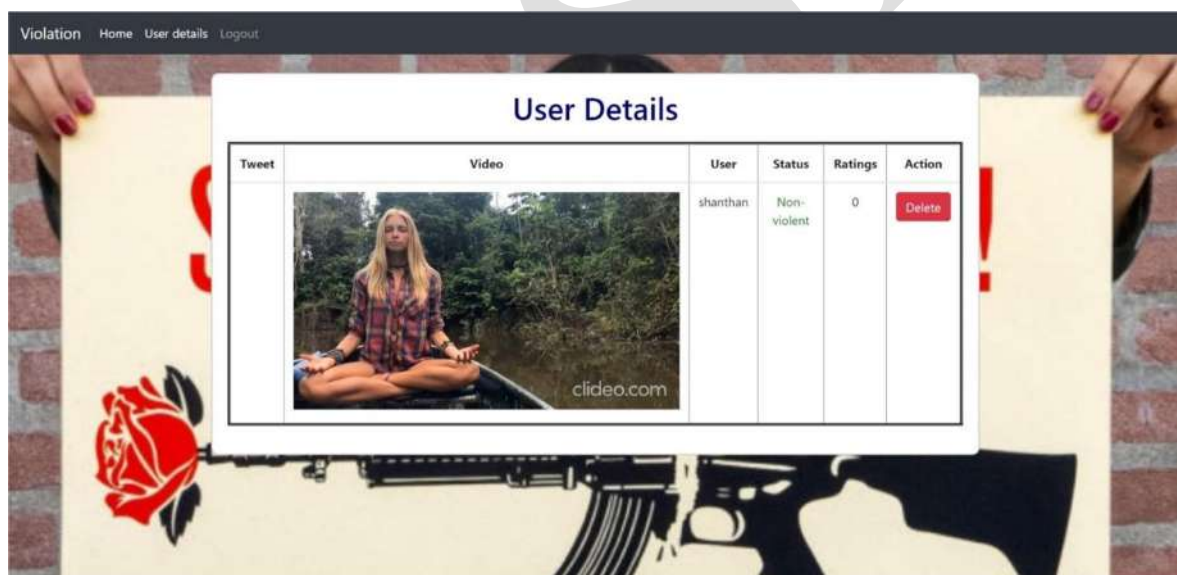 Violation Home User details Logout
User Details
Tweet Video User Status Ratings Action
shanthan Non- 0 Delete
violent
clideo.com
S !